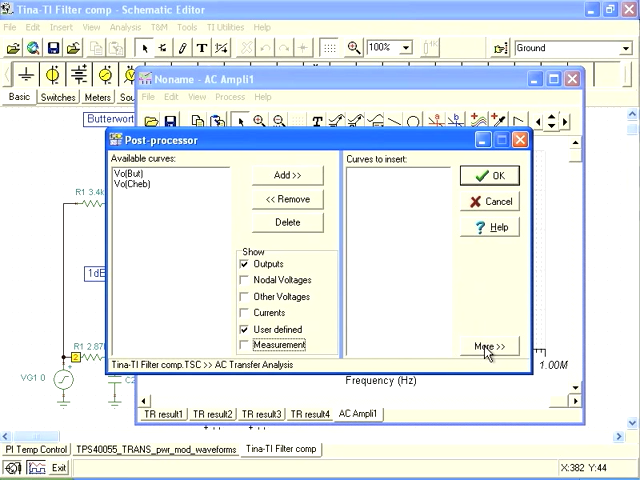 Tina-TI Filter comp - Schematic Editor
File Edit Insert View Analysis T&M Tools TI Utilities Help
100% Ground
Basic Switches Meters Sou
Noname - AC Ampli1
File Edit View Process Help
Butterwort
Post-processor
Available curves:
Curves to insert:
Vo(But)
Vo(Cheb)
Add >>
<< Remove
Delete
OK
Cancel
Help
Show
Outputs
Nodal Voltages
Other Voltages
Currents
User defined
Measurement
More >>
Tina-TI Filter comp.TSC >> AC Transfer Analysis
R1 3.4k
1dE
R1 2.87k
2
VG1 0
1.00M
Frequency (Hz)
TR result1 TR result2 TR result3 TR result4 AC Ampli1
PI Temp Control TPS40055_TRANS_pwr_mod_waveforms Tina-TI Filter comp
Exit X:382 Y:44